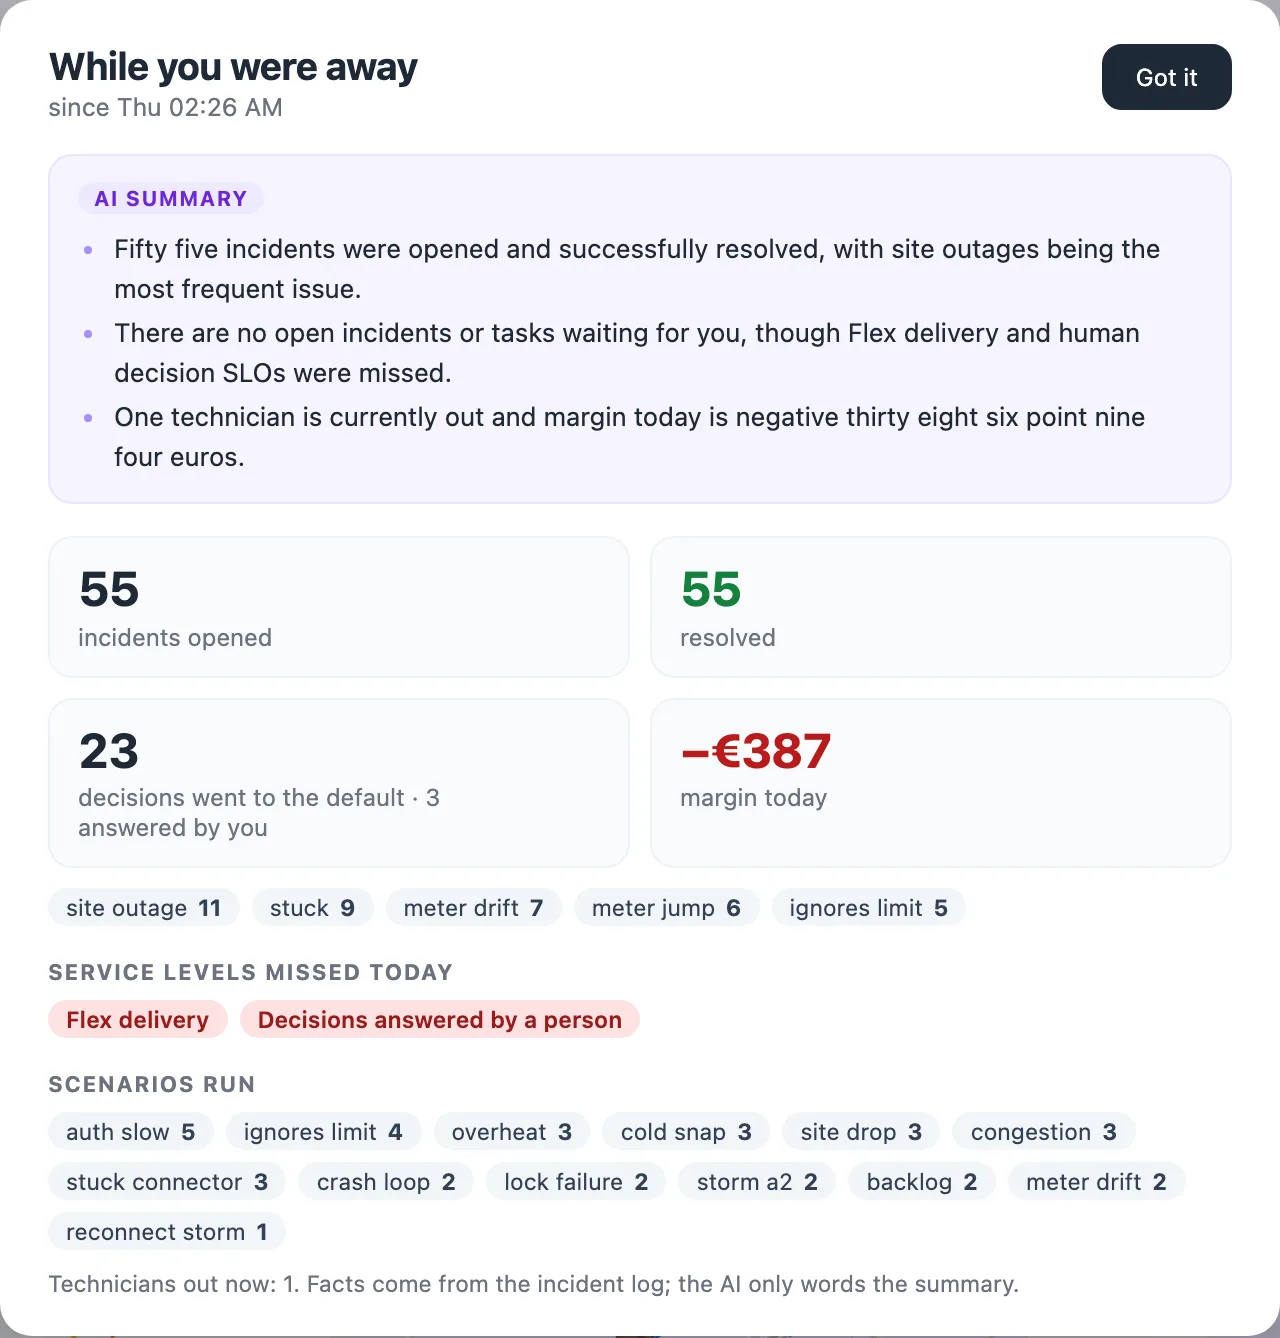 While you were away
since Thu 02:26 AM
Got it
AI SUMMARY
• Fifty five incidents were opened and successfully resolved, with site outages being the
most frequent issue.
• There are no open incidents or tasks waiting for you, though Flex delivery and human
decision SLOs were missed.
• One technician is currently out and margin today is negative thirty eight six point nine
four euros.
55
incidents opened
55
resolved
23
decisions went to the default · 3
answered by you
–€387
margin today
site outage 11 stuck 9 meter drift 7 meter jump 6 ignores limit 5
SERVICE LEVELS MISSED TODAY
Flex delivery Decisions answered by a person
SCENARIOS RUN
auth slow 5 ignores limit 4 overheat 3 cold snap 3 site drop 3 congestion 3
stuck connector 3 crash loop 2 lock failure 2 storm a2 2 backlog 2 meter drift 2
reconnect storm 1
Technicians out now: 1. Facts come from the incident log; the AI only words the summary.